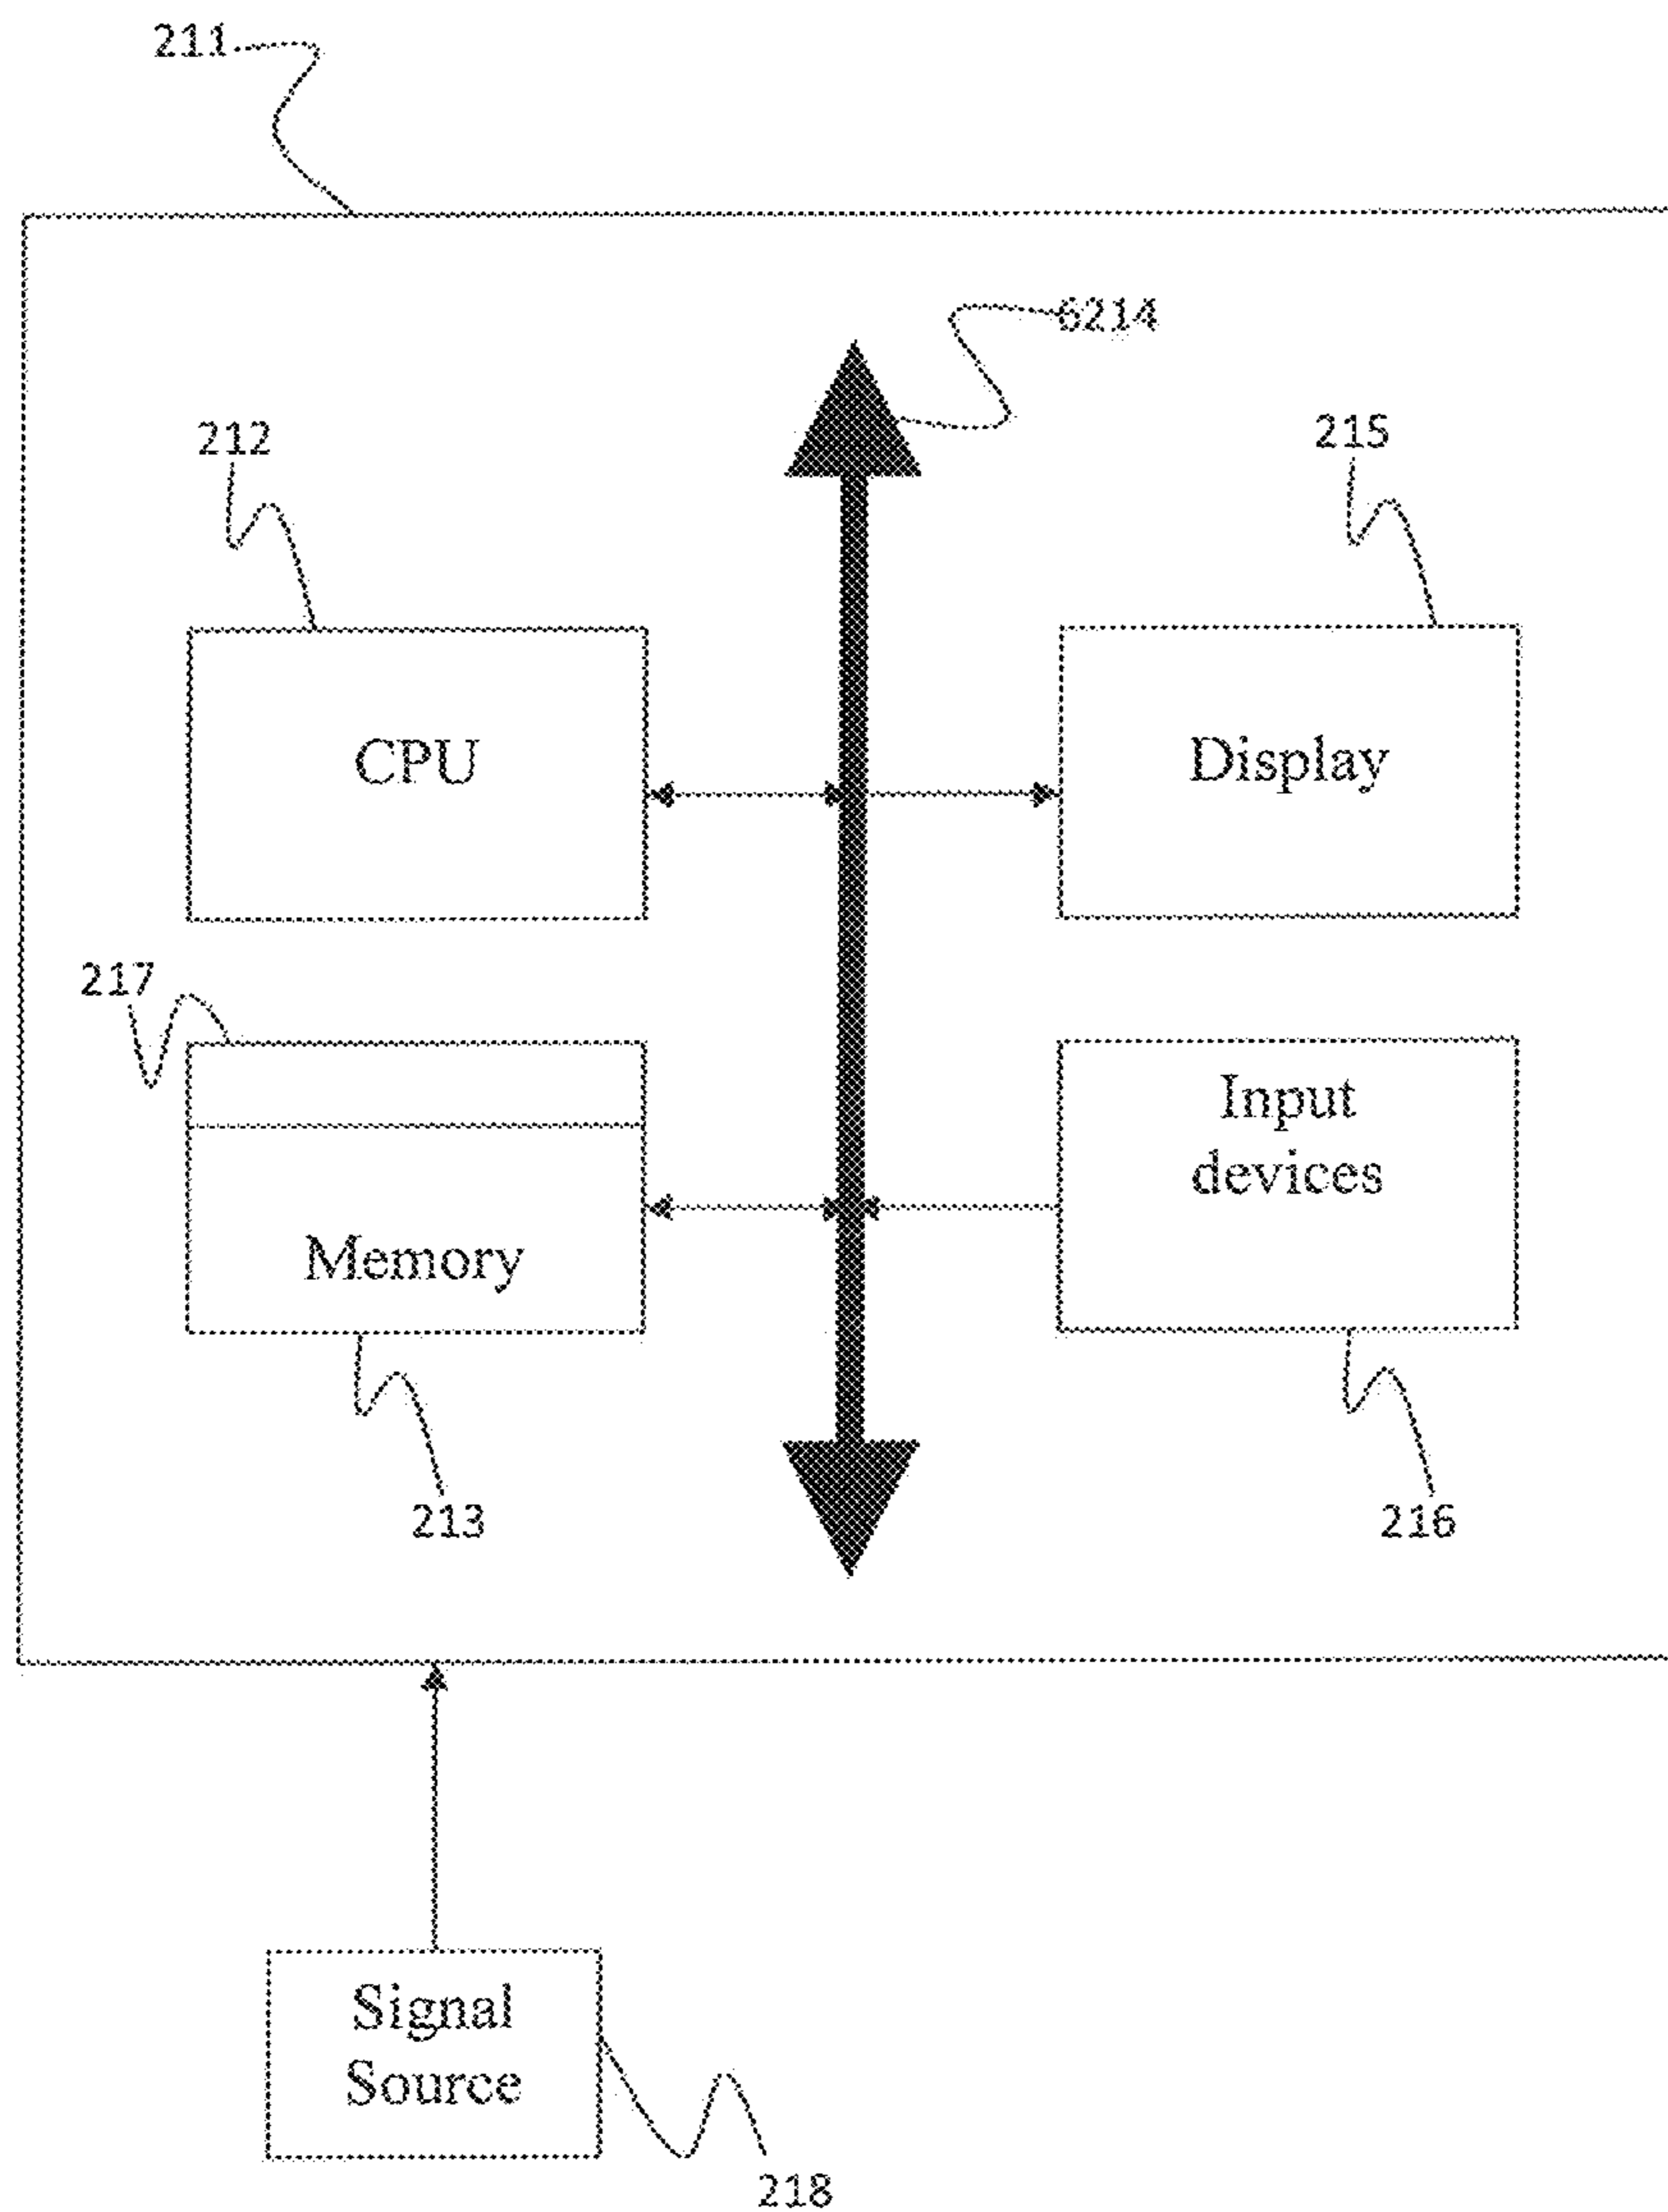 211
6214
212
215
CPU
Display
217
Input
devices
Memory
213
216
Signal
Source
218